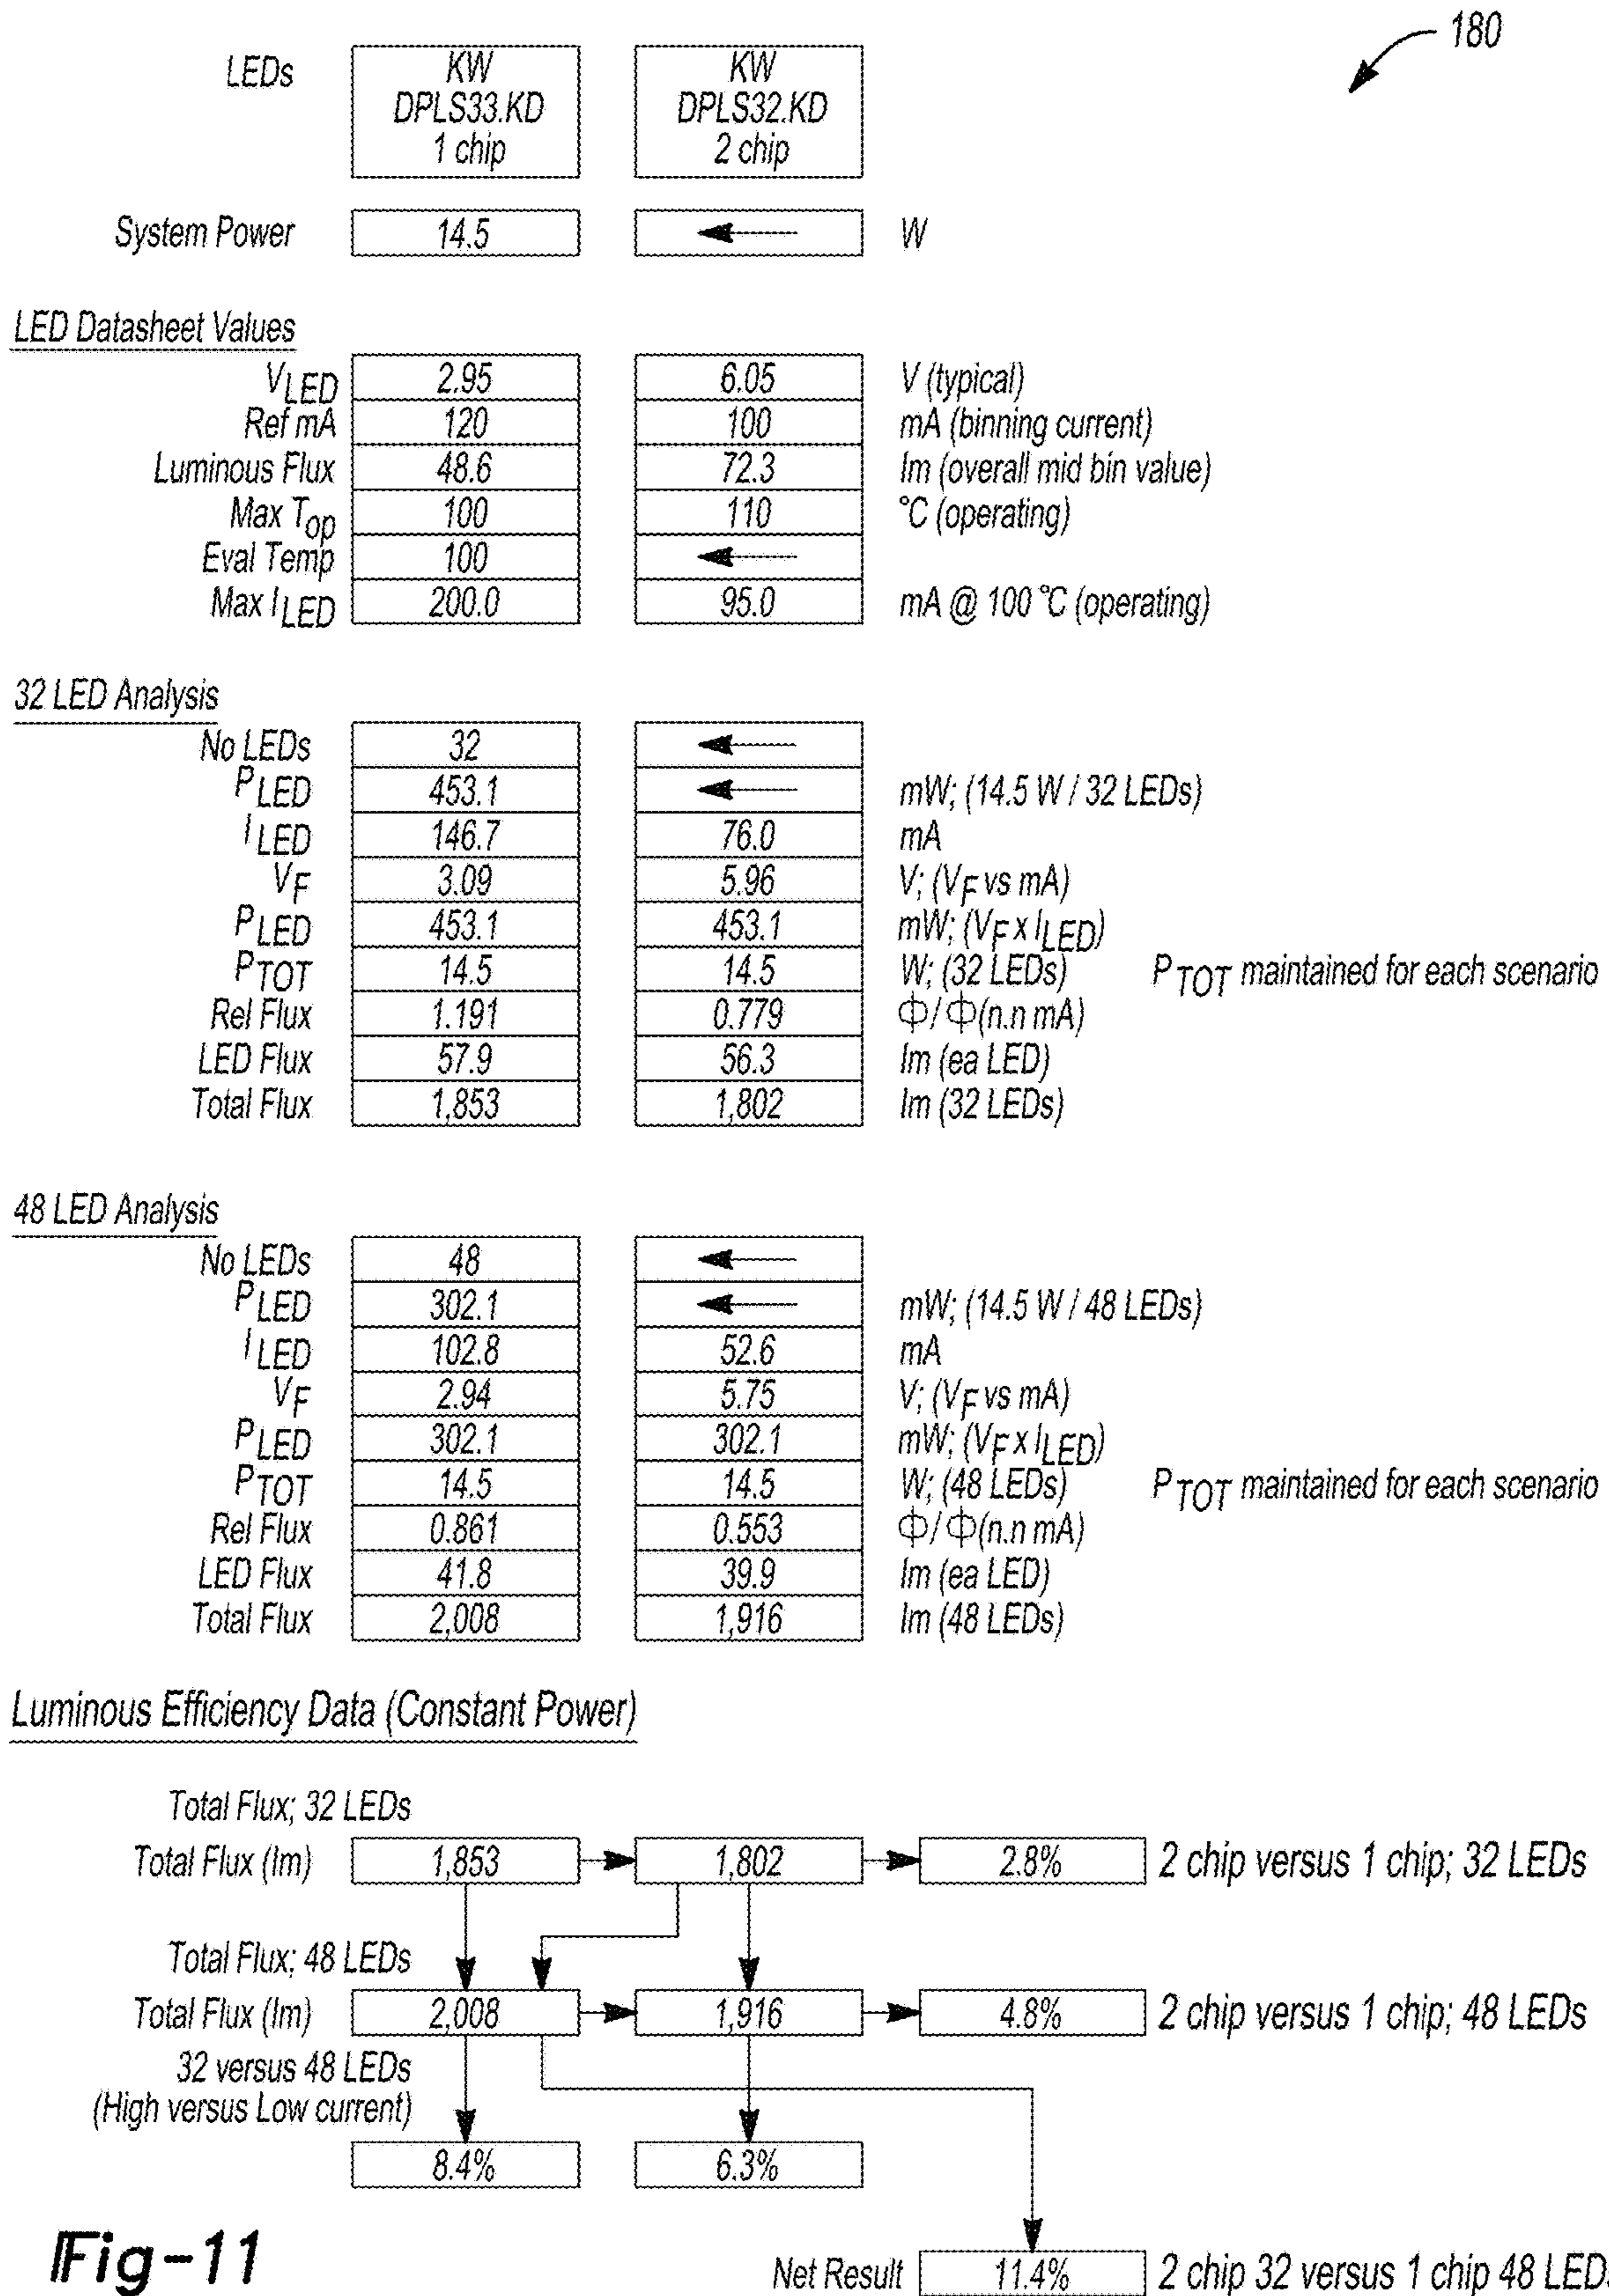 180
LEDs KW DPLS33.KD 1 chip KW DPLS32.KD 2 chip
System Power 14.5 W
LED Datasheet Values
VLED 2.95 6.05 V (typical)
Ref mA 120 100 mA (binning current)
Luminous Flux 48.6 72.3 lm (overall mid bin value)
Max Top 100 110 °C (operating)
Eval Temp 100
Max ILED 200.0 95.0 mA @ 100 °C (operating)
32 LED Analysis
No LEDs 32
PLED 453.1 mW; (14.5 W / 32 LEDs)
ILED 146.7 76.0 mA
VF 3.09 5.96 V; (VF vs mA)
PLED 453.1 453.1 mW; (VF x ILED)
PTOT 14.5 14.5 W; (32 LEDs) PTOT maintained for each scenario
Rel Flux 1.191 0.779 Φ/Φ(n.n mA)
LED Flux 57.9 56.3 lm (ea LED)
Total Flux 1,853 1,802 lm (32 LEDs)
48 LED Analysis
No LEDs 48
PLED 302.1 mW; (14.5 W / 48 LEDs)
ILED 102.8 52.6 mA
VF 2.94 5.75 V; (VF vs mA)
PLED 302.1 302.1 mW; (VF x ILED)
PTOT 14.5 14.5 W; (48 LEDs) PTOT maintained for each scenario
Rel Flux 0.861 0.553 Φ/Φ(n.n mA)
LED Flux 41.8 39.9 lm (ea LED)
Total Flux 2,008 1,916 lm (48 LEDs)
Luminous Efficiency Data (Constant Power)
Total Flux; 32 LEDs
Total Flux (lm) 1,853 1,802 2.8% 2 chip versus 1 chip; 32 LEDs
Total Flux; 48 LEDs
Total Flux (lm) 2,008 1,916 4.8% 2 chip versus 1 chip; 48 LEDs
32 versus 48 LEDs
(High versus Low current)
8.4% 6.3%
Fig-11
Net Result 11.4% 2 chip 32 versus 1 chip 48 LED